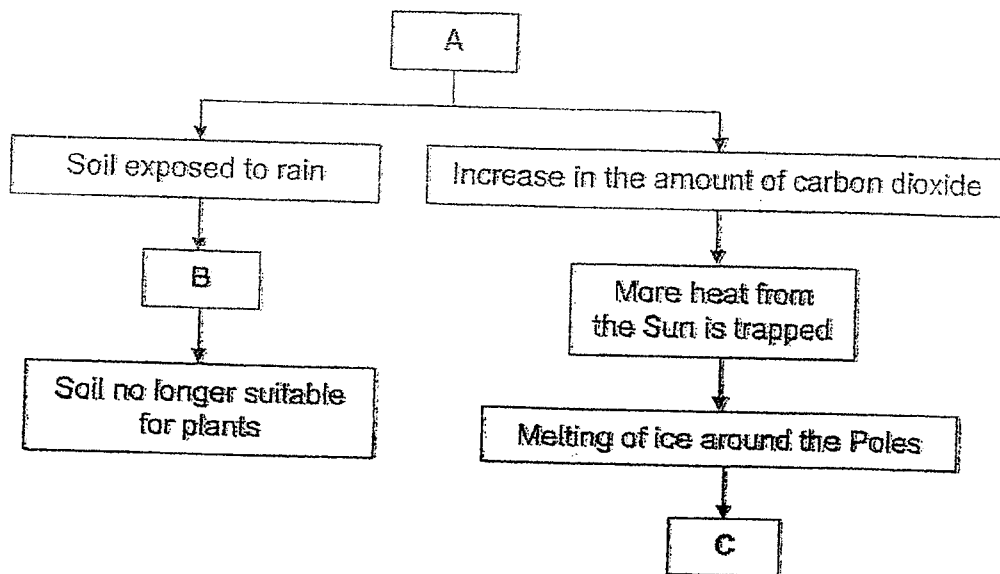 A
Soil exposed to rain
Increase in the amount of carbon dioxide
B
More heat from
the Sun is trapped
Soil no longer suitable
for plants
Melting of ice around the Poles
C